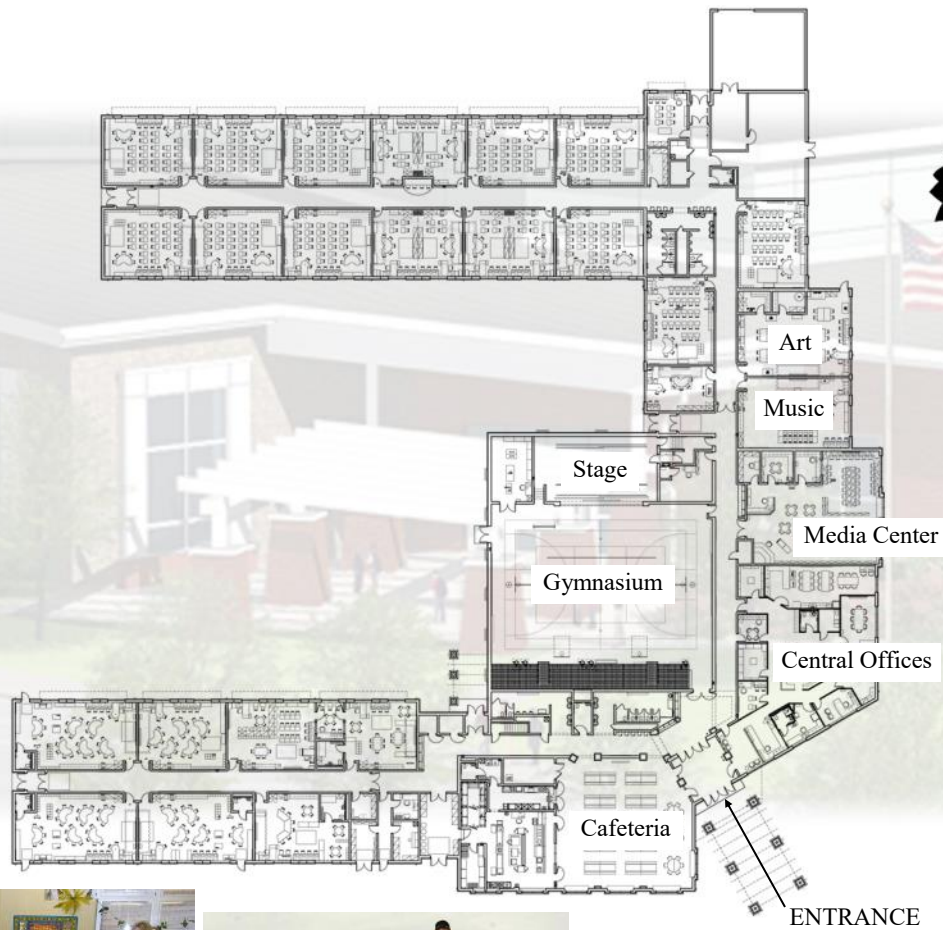 Art
Music
Stage
Media Center
Gymnasium
Central Offices
Cafeteria
ENTRANCE